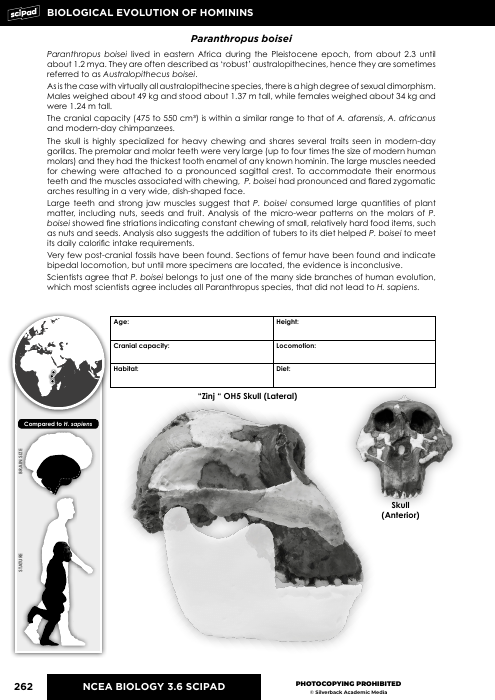 scipad BIOLOGICAL EVOLUTION OF HOMININS
Paranthropus boisei
Paranthropus boisei lived in eastern Africa during the Pleistocene epoch, from about 2.3 until
about 1.2 mya. They are often described as ‘robust’ australopithecines, hence they are sometimes
referred to as Australopithecus boisei.
As is the case with virtually all australopithecine species, there is a high degree of sexual dimorphism.
Males weighed about 49 kg and stood about 1.37 m tall, while females weighed about 34 kg and
were 1.24 m tall.
The cranial capacity (475 to 550 cm³) is within a similar range to that of A. afarensis, A. africanus
and modern-day chimpanzees.
The skull is highly specialized for heavy chewing and shares several traits seen in modern-day
gorillas. The premolar and molar teeth were very large (up to four times the size of modern human
molars) and they had the thickest tooth enamel of any known hominin. The large muscles needed
for chewing were attached to a pronounced sagittal crest. To accommodate their enormous
teeth and the muscles associated with chewing, P. boisei had pronounced and flared zygomatic
arches resulting in a very wide, dish-shaped face.
Large teeth and strong jaw muscles suggest that P. boisei consumed large quantities of plant
matter, including nuts, seeds and fruit. Analysis of the micro-wear patterns on the molars of P.
boisei showed fine striations indicating constant chewing of small, relatively hard food items, such
as nuts and seeds. Analysis also suggests the addition of tubers to its diet helped P. boisei to meet
its daily calorific intake requirements.
Very few post-cranial fossils have been found. Sections of femur have been found and indicate
bipedal locomotion, but until more specimens are located, the evidence is inconclusive.
Scientists agree that P. boisei belongs to just one of the many side branches of human evolution,
which most scientists agree includes all Paranthropus species, that did not lead to H. sapiens.
Age: Height:
Cranial capacity: Locomotion:
Habitat: Diet:
"Zinj " OH5 Skull (Lateral)
Compared to H. sapiens
BRAIN SIZE
STATURE
Skull
(Anterior)
262 NCEA BIOLOGY 3.6 SCIPAD
PHOTOCOPYING PROHIBITED
© Silverback Academic Media